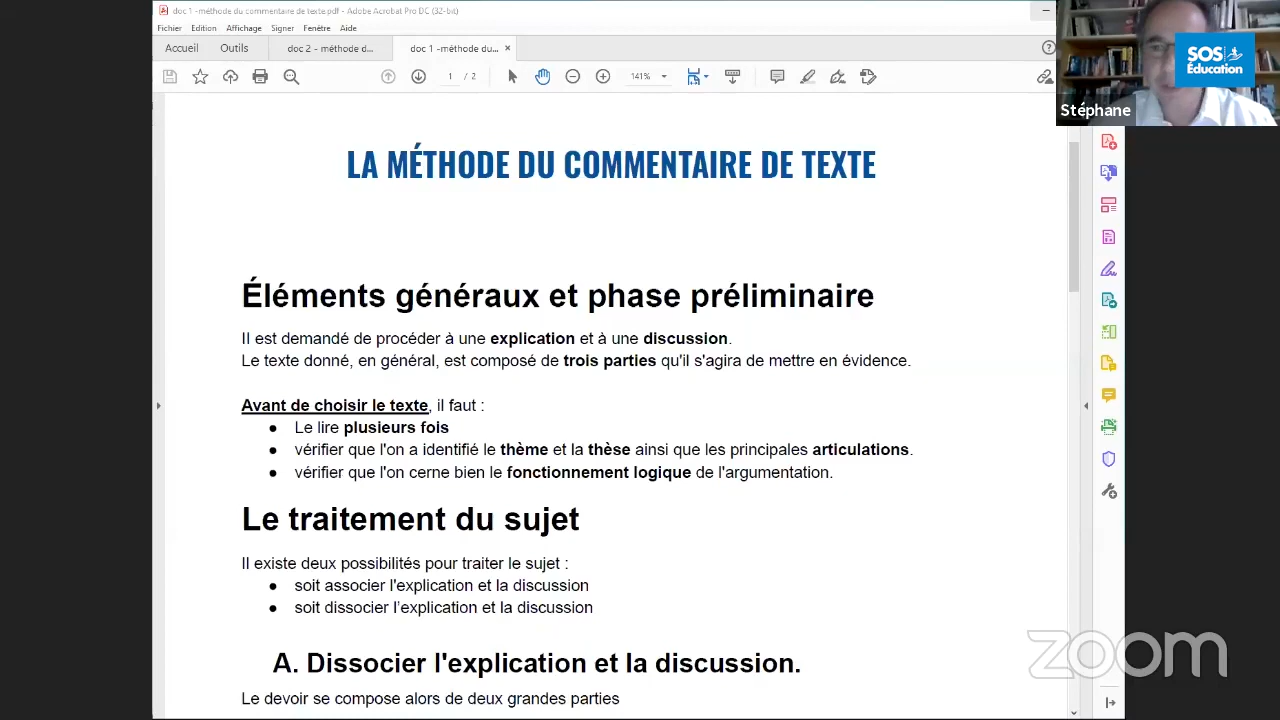 doc 1 -méthode du commentaire de texte.pdf - Adobe Acrobat Pro DC (32-bit)
Fichier Edition Affichage Signer Fenêtre Aide
Accueil Outils doc 2 - méthode d... doc 1 -méthode du... ×
1 / 2 141%
SOS Éducation
Stéphane
LA MÉTHODE DU COMMENTAIRE DE TEXTE
Éléments généraux et phase préliminaire
Il est demandé de procéder à une explication et à une discussion.
Le texte donné, en général, est composé de trois parties qu'il s'agira de mettre en évidence.
Avant de choisir le texte, il faut :
● Le lire plusieurs fois
● vérifier que l'on a identifié le thème et la thèse ainsi que les principales articulations.
● vérifier que l'on cerne bien le fonctionnement logique de l'argumentation.
Le traitement du sujet
Il existe deux possibilités pour traiter le sujet :
● soit associer l'explication et la discussion
● soit dissocier l'explication et la discussion
A. Dissocier l'explication et la discussion.
Le devoir se compose alors de deux grandes parties
zoom